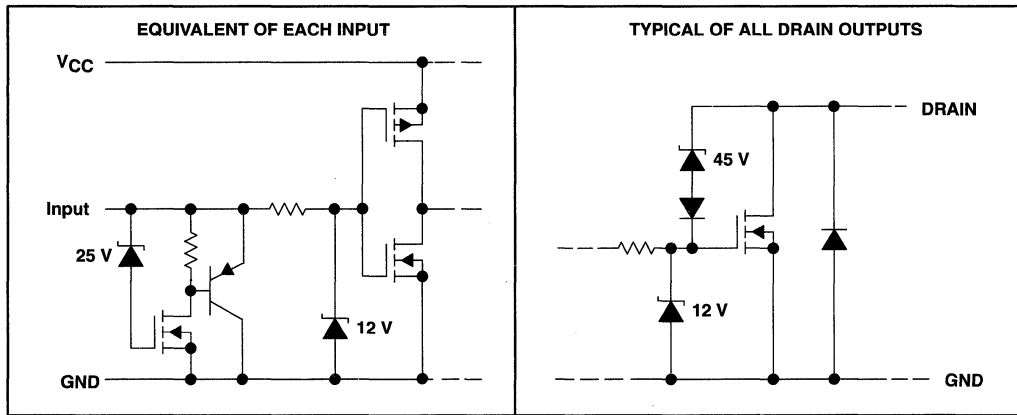 EQUIVALENT OF EACH INPUT
VCC
Input
25 V
12 V
GND
TYPICAL OF ALL DRAIN OUTPUTS
DRAIN
45 V
12 V
GND